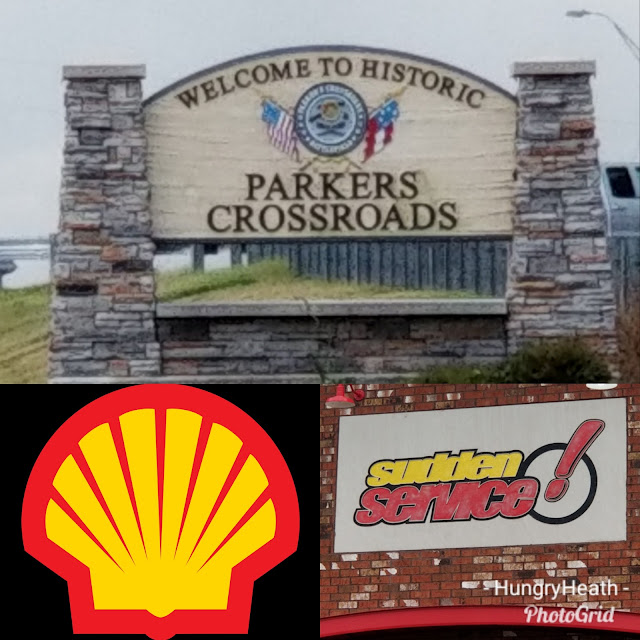 WELCOME TO HISTORIC
PARKERS
CROSSROADS
sudden
service!
- HungryHeath -
PhotoGrid